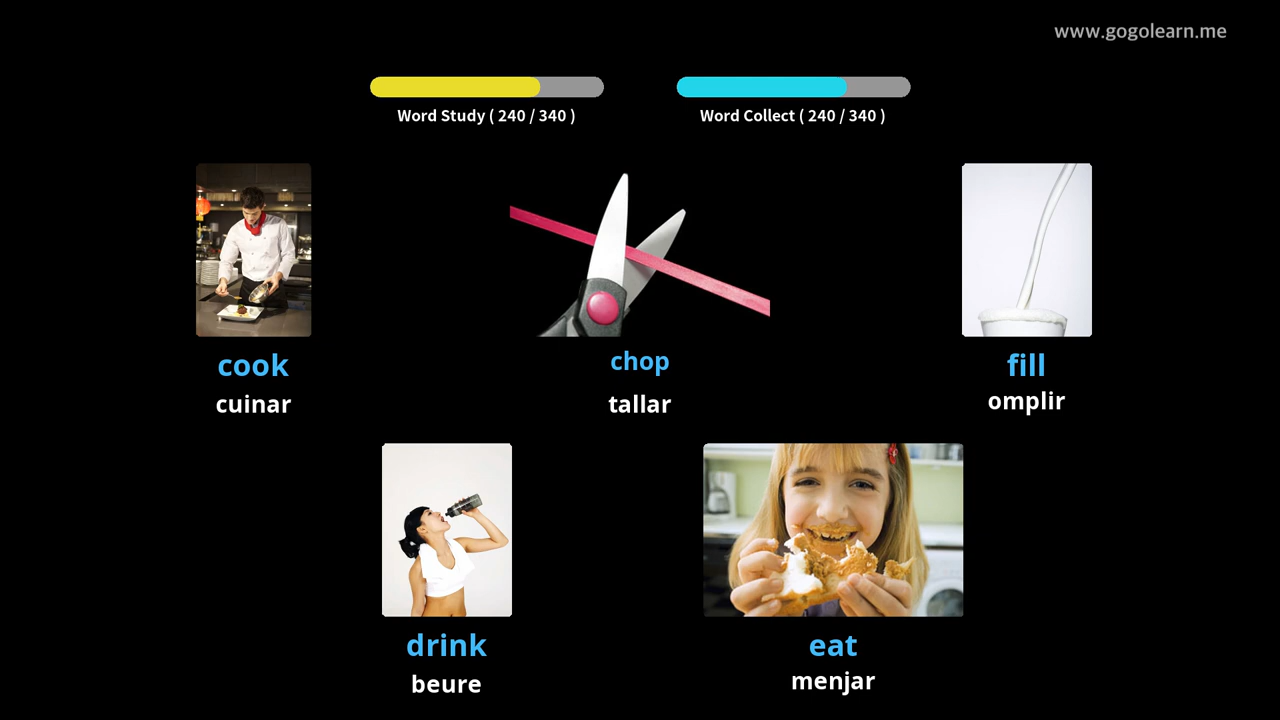 www.gogolearn.me
Word Study ( 240 / 340 )
Word Collect ( 240 / 340 )
cook
cuinar
chop
tallar
fill
omplir
drink
beure
eat
menjar